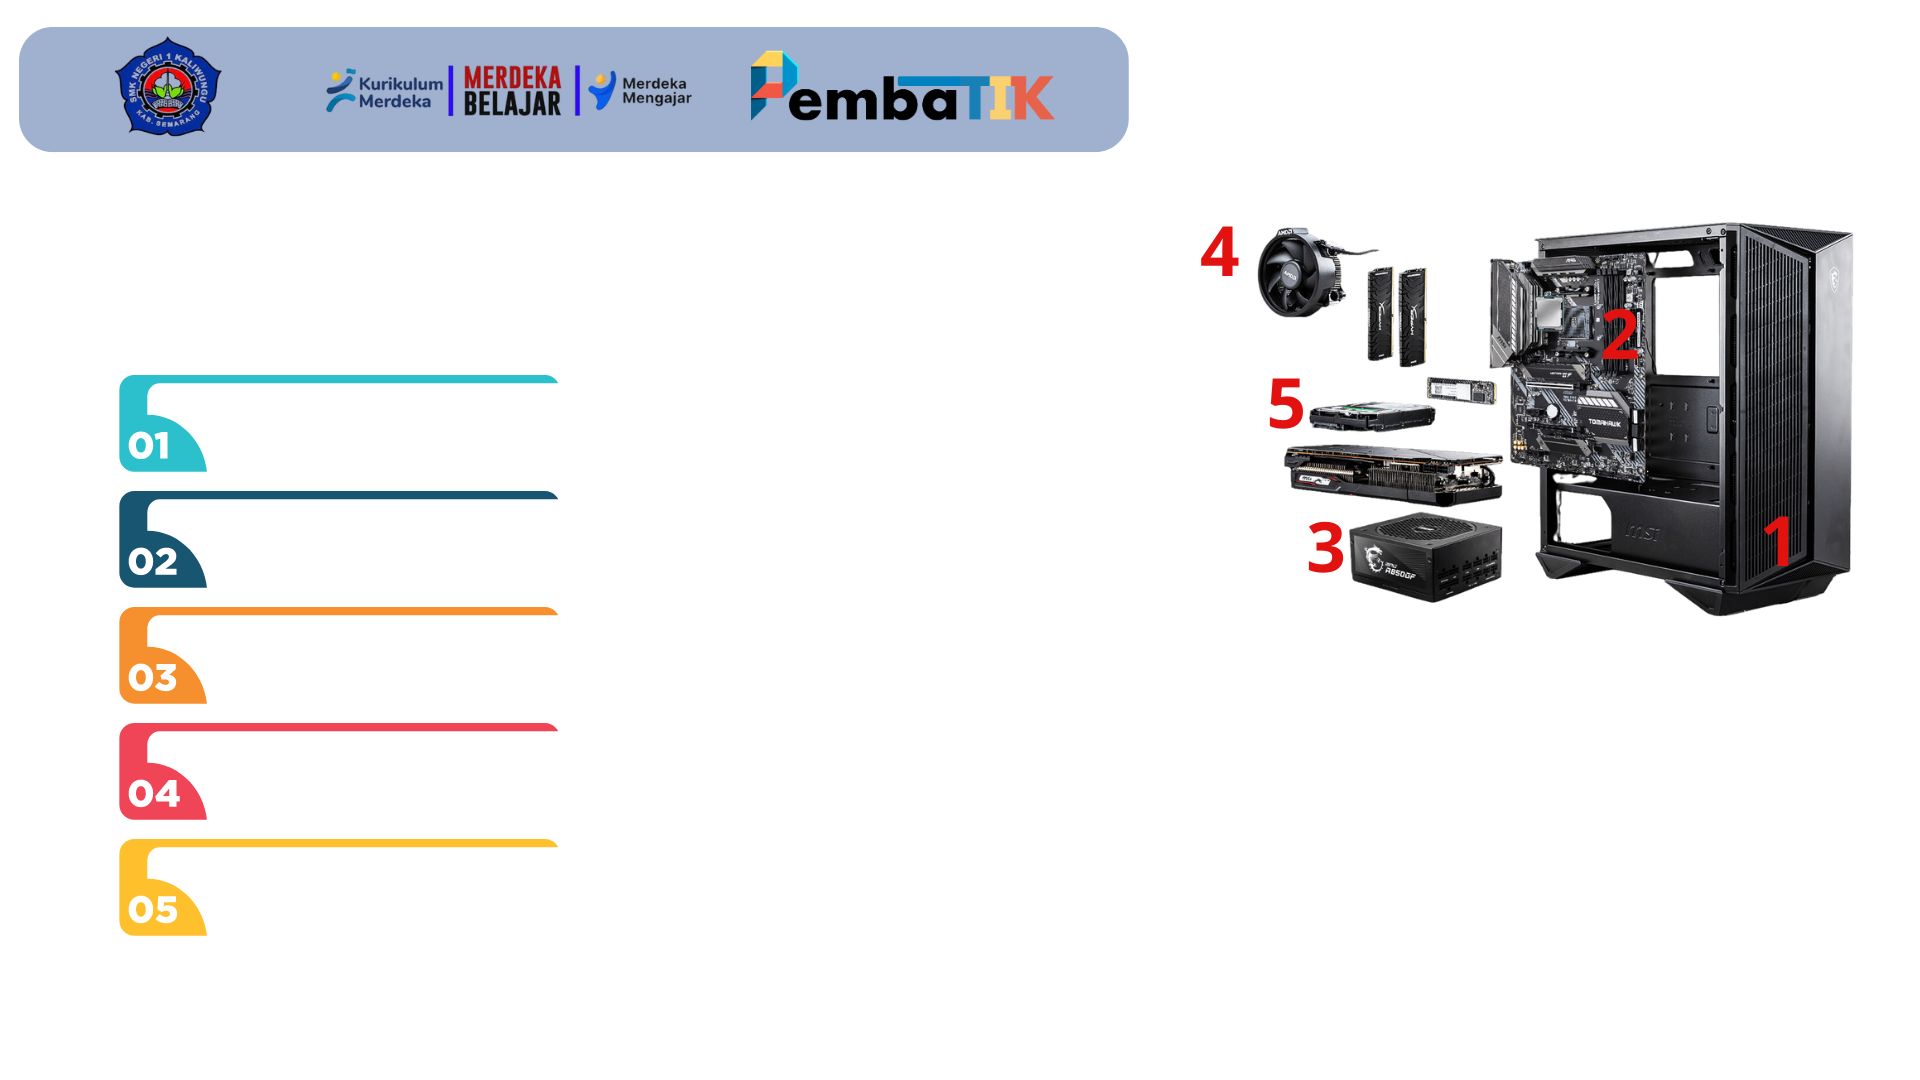 SMK NEGERI 1 KALIWUNGU
KAB. SEMARANG
Kurikulum
Merdeka
MERDEKA
BELAJAR
Merdeka
Mengajar
PembaTIK
4
2
5
TOMAHAWK
1
3
msi
A850GF
01
02
03
04
05